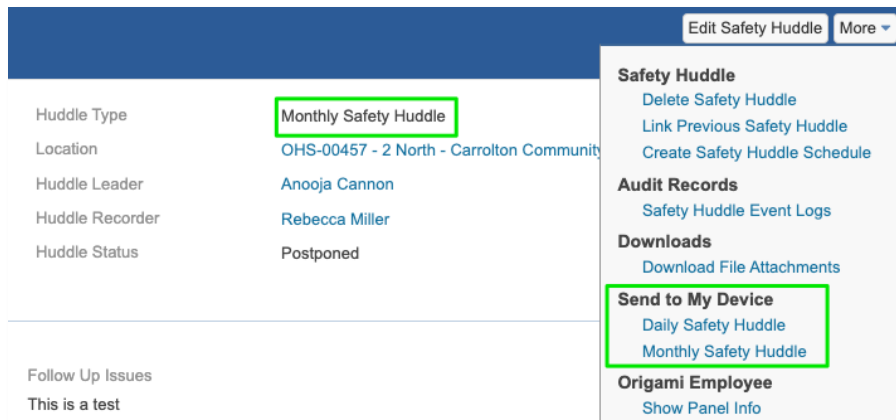 Edit Safety Huddle
More
Huddle Type
Monthly Safety Huddle
Location
OHS-00457 - 2 North - Carrolton Community
Huddle Leader
Anooja Cannon
Huddle Recorder
Rebecca Miller
Huddle Status
Postponed
Follow Up Issues
This is a test
Safety Huddle
Delete Safety Huddle
Link Previous Safety Huddle
Create Safety Huddle Schedule
Audit Records
Safety Huddle Event Logs
Downloads
Download File Attachments
Send to My Device
Daily Safety Huddle
Monthly Safety Huddle
Origami Employee
Show Panel Info